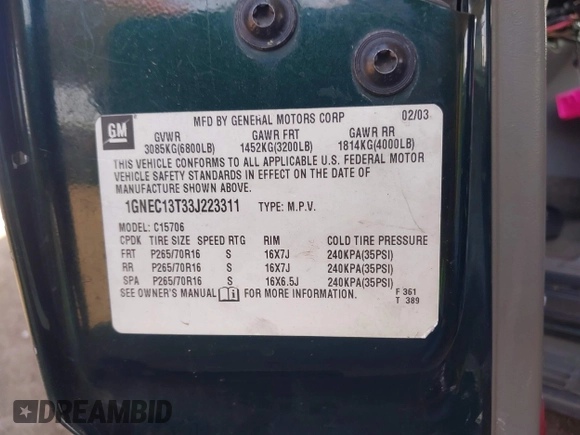 GM
MFD BY GENERAL MOTORS CORP 02/03
GVWR GAWR FRT GAWR RR
3085KG(6800LB) 1452KG(3200LB) 1814KG(4000LB)
THIS VEHICLE CONFORMS TO ALL APPLICABLE U.S. FEDERAL MOTOR
VEHICLE SAFETY STANDARDS IN EFFECT ON THE DATE OF
MANUFACTURE SHOWN ABOVE.
1GNEC13T33J223311 TYPE: M.P.V.
MODEL: C15706
CPDK TIRE SIZE SPEED RTG RIM COLD TIRE PRESSURE
FRT P265/70R16 S 16X7J 240KPA(35PSI)
RR P265/70R16 S 16X7J 240KPA(35PSI)
SPA P265/70R16 S 16X6.5J 240KPA(35PSI)
SEE OWNER'S MANUAL FOR MORE INFORMATION.
F 361
T 389
DREAMBID